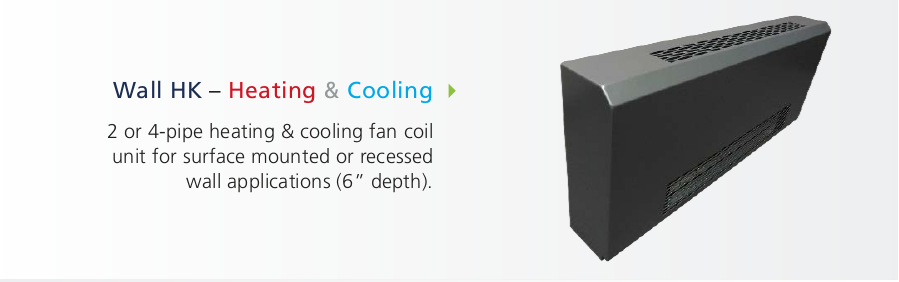 Wall HK – Heating & Cooling
2 or 4-pipe heating & cooling fan coil
unit for surface mounted or recessed
wall applications (6” depth).